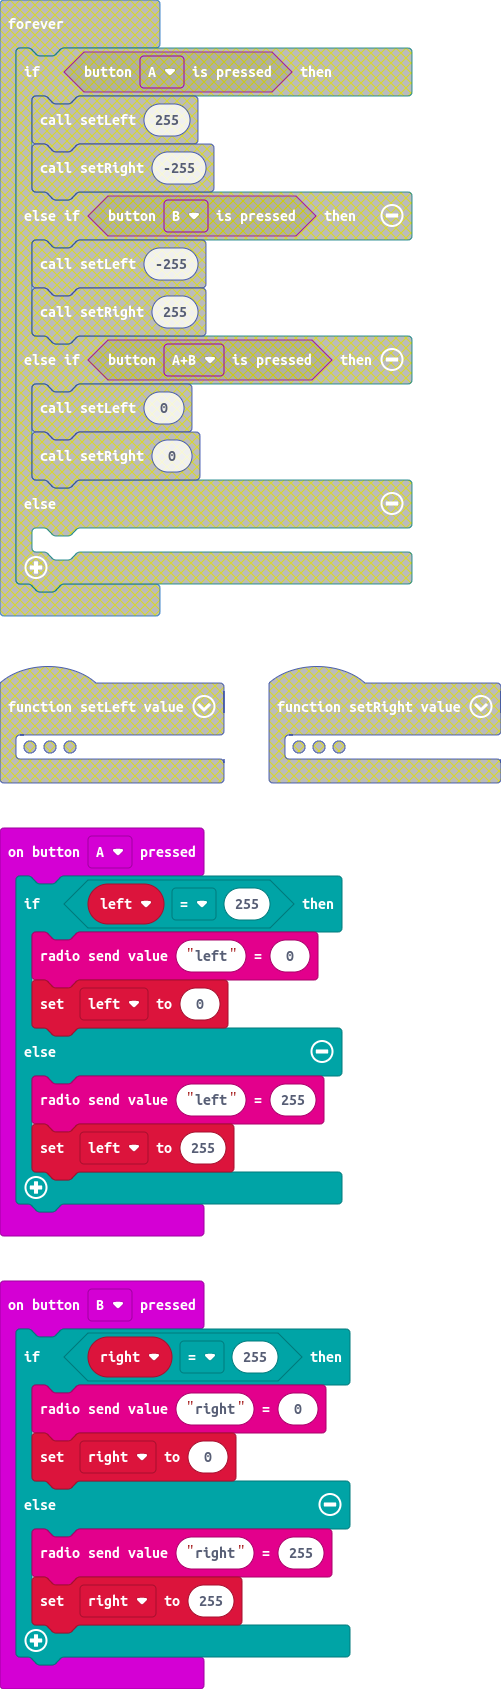 forever
if button A is pressed then
call setLeft 255
call setRight -255
else if button B is pressed then
call setLeft -255
call setRight 255
else if button A+B is pressed then
call setLeft 0
call setRight 0
else
function setLeft value
function setRight value
on button A pressed
if left = 255 then
radio send value "left" = 0
set left to 0
else
radio send value "left" = 255
set left to 255
on button B pressed
if right = 255 then
radio send value "right" = 0
set right to 0
else
radio send value "right" = 255
set right to 255